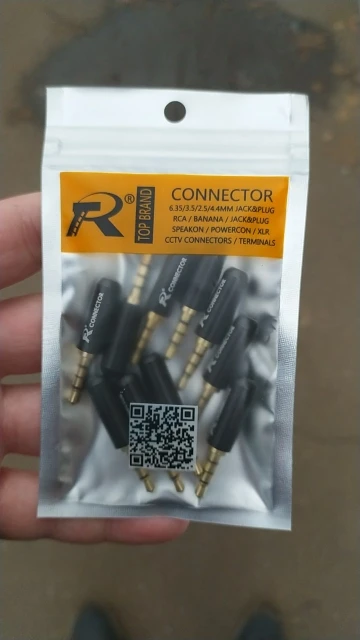 R®
TOP BRAND
CONNECTOR
6.35/3.5/2.5/4.4MM JACK&PLUG
RCA / BANANA / JACK&PLUG
SPEAKON / POWERCON / XLR
CCTV CONNECTORS / TERMINALS
R CONNECTOR
R CONNECTOR
R CONNECTOR
R CONNECTOR